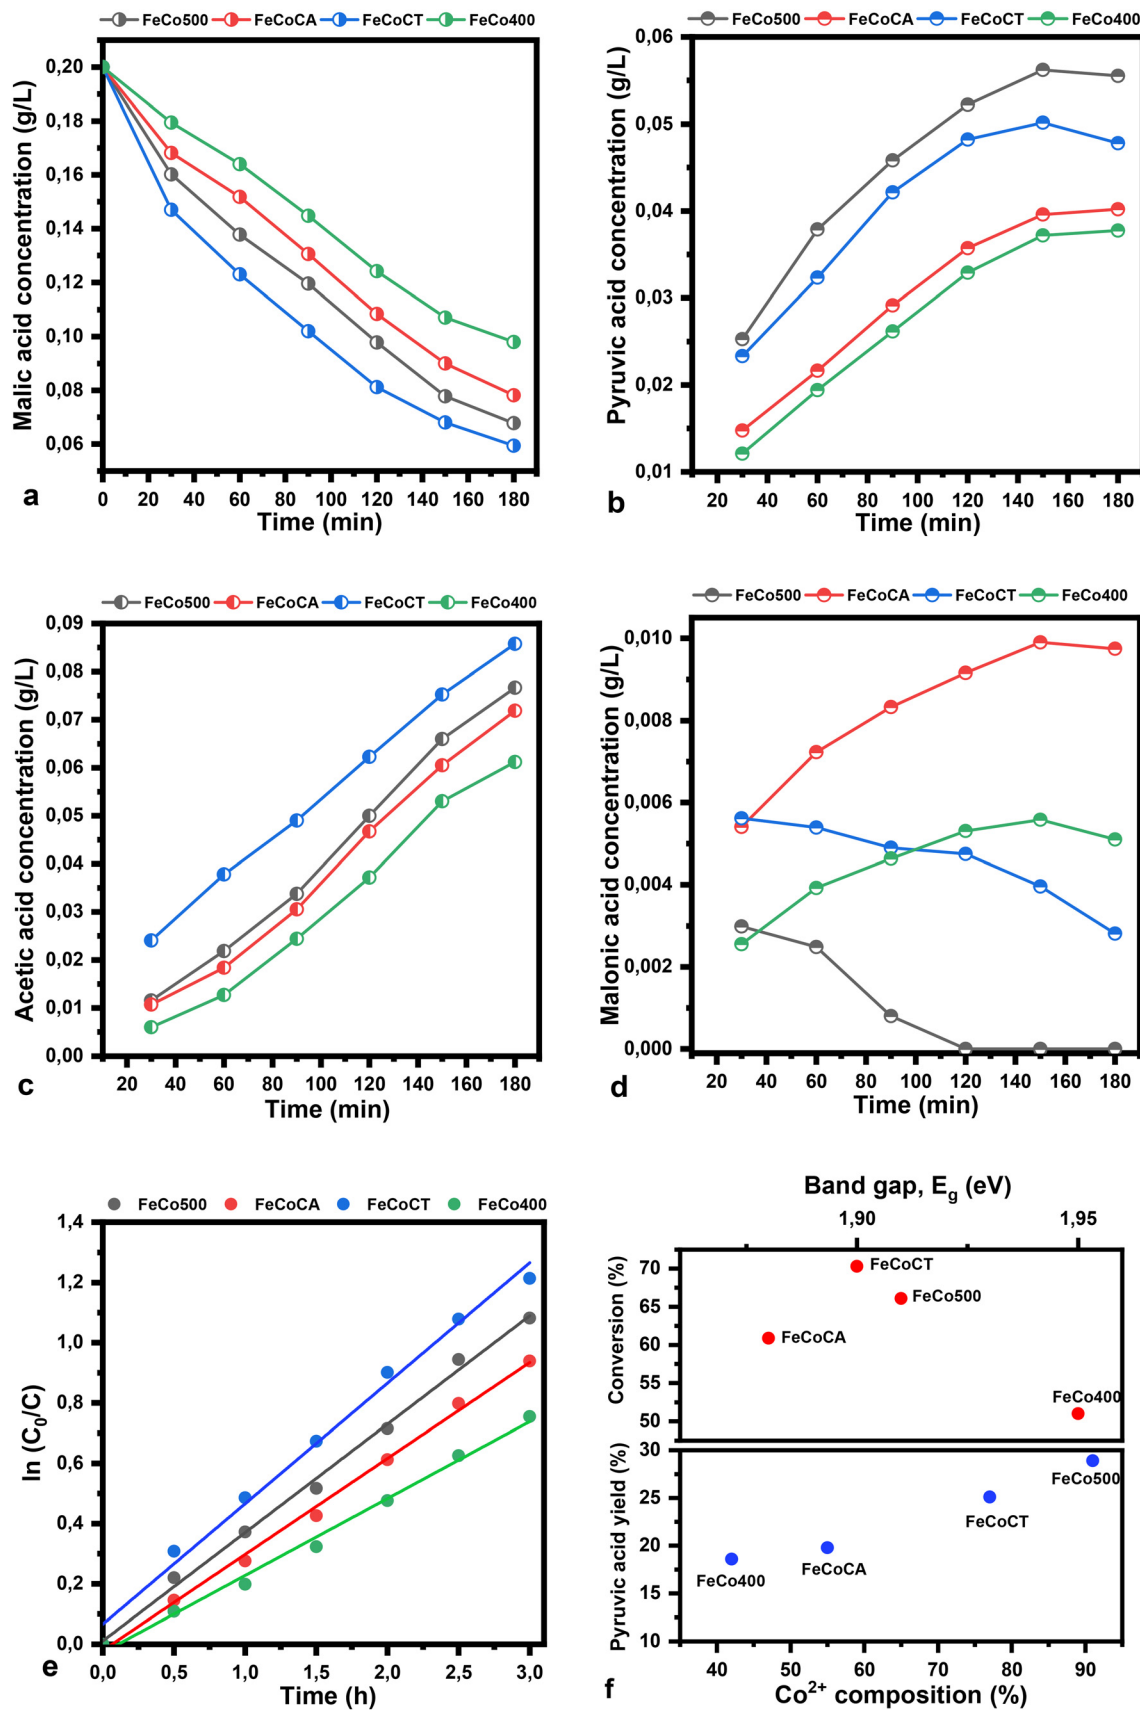 FeCo500 FeCoCA FeCoCT FeCo400
0,20
0,18
0,16
0,14
0,12
0,10
0,08
0,06
Malic acid concentration (g/L)
0 20 40 60 80 100 120 140 160 180
Time (min)
a
FeCo500 FeCoCA FeCoCT FeCo400
0,06
0,05
0,04
0,03
0,02
0,01
Pyruvic acid concentration (g/L)
20 40 60 80 100 120 140 160 180
Time (min)
b
FeCo500 FeCoCA FeCoCT FeCo400
0,09
0,08
0,07
0,06
0,05
0,04
0,03
0,02
0,01
0,00
Acetic acid concentration (g/L)
20 40 60 80 100 120 140 160 180
Time (min)
c
FeCo500 FeCoCA FeCoCT FeCo400
0,010
0,008
0,006
0,004
0,002
0,000
Malonic acid concentration (g/L)
20 40 60 80 100 120 140 160 180
Time (min)
d
FeCo500 FeCoCA FeCoCT FeCo400
1,4
1,2
1,0
0,8
0,6
0,4
0,2
0,0
ln (C0/C)
0,0 0,5 1,0 1,5 2,0 2,5 3,0
Time (h)
e
Band gap, Eg (eV)
1,90 1,95
70
65
60
55
50
Conversion (%)
FeCoCT
FeCo500
FeCoCA
FeCo400
30
25
20
15
10
Pyruvic acid yield (%)
FeCo500
FeCoCT
FeCoCA
FeCo400
40 50 60 70 80 90
Co2+ composition (%)
f